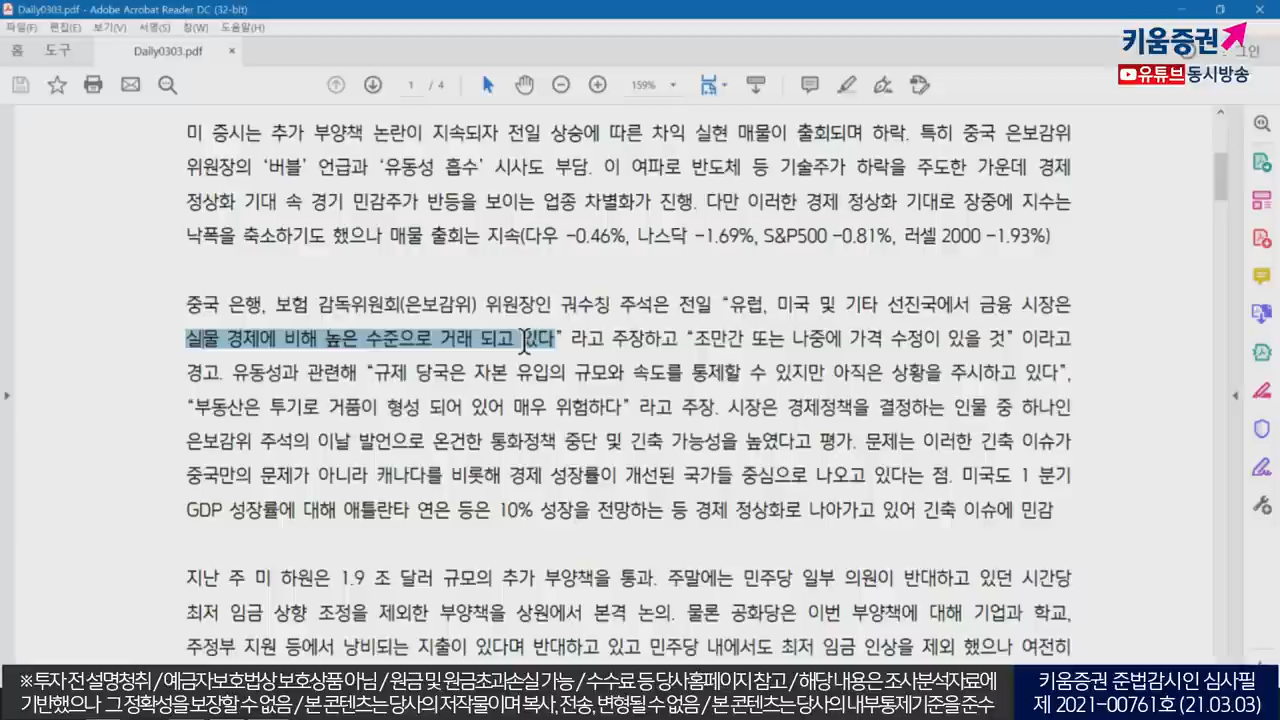 Daily0303.pdf - Adobe Acrobat Reader DC (32-bit)
파일(F) 편집(E) 보기(V) 서명(S) 창(W) 도움말(H)
홈 도구 Daily0303.pdf × 그인
키움증권
유튜브 동시방송
1 159%
미 증시는 추가 부양책 논란이 지속되자 전일 상승에 따른 차익 실현 매물이 출회되며 하락. 특히 중국 은보감위
위원장의 ‘버블’ 언급과 ‘유동성 흡수’ 시사도 부담. 이 여파로 반도체 등 기술주가 하락을 주도한 가운데 경제
정상화 기대 속 경기 민감주가 반등을 보이는 업종 차별화가 진행. 다만 이러한 경제 정상화 기대로 장중에 지수는
낙폭을 축소하기도 했으나 매물 출회는 지속(다우 -0.46%, 나스닥 -1.69%, S&P500 -0.81%, 러셀 2000 -1.93%)
중국 은행, 보험 감독위원회(은보감위) 위원장인 궈수칭 주석은 전일 “유럽, 미국 및 기타 선진국에서 금융 시장은
실물 경제에 비해 높은 수준으로 거래 되고 있다” 라고 주장하고 “조만간 또는 나중에 가격 수정이 있을 것” 이라고
경고. 유동성과 관련해 “규제 당국은 자본 유입의 규모와 속도를 통제할 수 있지만 아직은 상황을 주시하고 있다”,
“부동산은 투기로 거품이 형성 되어 있어 매우 위험하다” 라고 주장. 시장은 경제정책을 결정하는 인물 중 하나인
은보감위 주석의 이날 발언으로 온건한 통화정책 중단 및 긴축 가능성을 높였다고 평가. 문제는 이러한 긴축 이슈가
중국만의 문제가 아니라 캐나다를 비롯해 경제 성장률이 개선된 국가들 중심으로 나오고 있다는 점. 미국도 1 분기
GDP 성장률에 대해 애틀란타 연은 등은 10% 성장을 전망하는 등 경제 정상화로 나아가고 있어 긴축 이슈에 민감
지난 주 미 하원은 1.9 조 달러 규모의 추가 부양책을 통과. 주말에는 민주당 일부 의원이 반대하고 있던 시간당
최저 임금 상향 조정을 제외한 부양책을 상원에서 본격 논의. 물론 공화당은 이번 부양책에 대해 기업과 학교,
주정부 지원 등에서 낭비되는 지출이 있다며 반대하고 있고 민주당 내에서도 최저 임금 인상을 제외 했으나 여전히
※ 투자 전 설명청취 / 예금자보호법상 보호상품 아님 / 원금 및 원금초과손실 가능 / 수수료 등 당사홈페이지 참고 / 해당 내용은 조사분석자료에
기반했으나 그 정확성을 보장할 수 없음 / 본 콘텐츠는 당사의 저작물이며 복사, 전송, 변형될 수 없음 / 본 콘텐츠는 당사의 내부통제기준을 준수
키움증권 준법감시인 심사필
제 2021-00761호 (21.03.03)